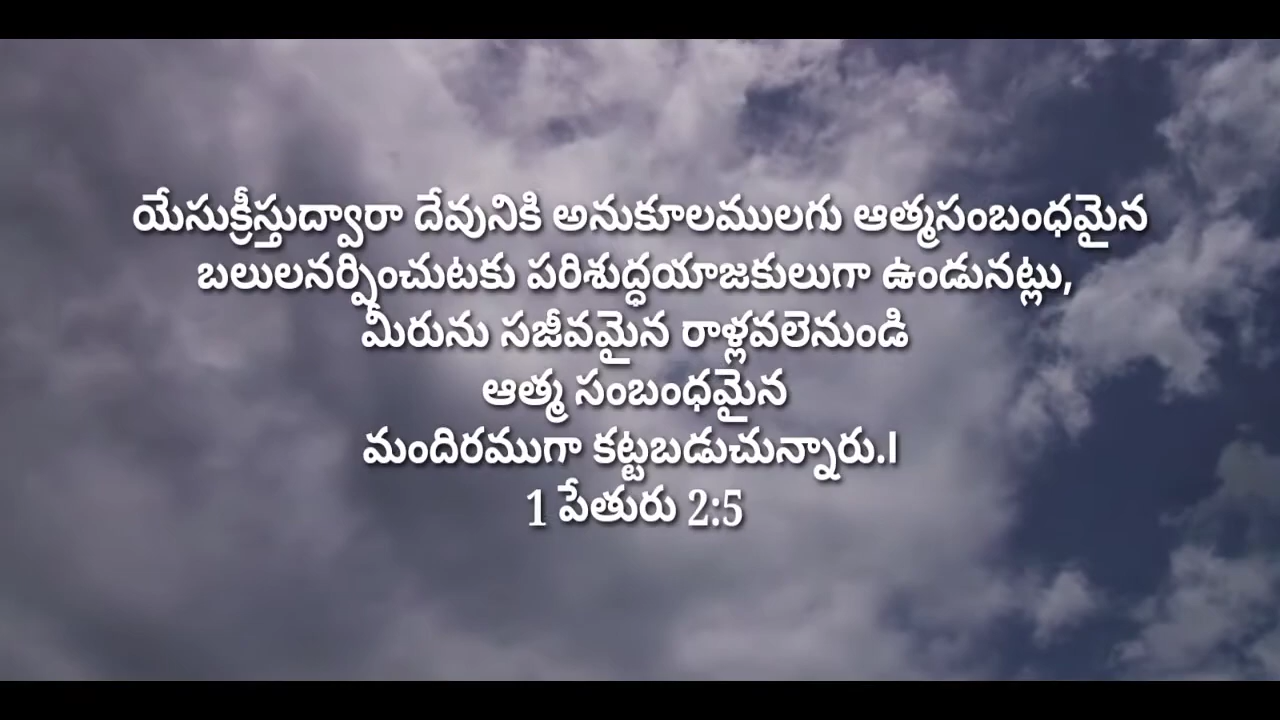 యేసుక్రీస్తుద్వారా దేవునికి అనుకూలములగు ఆత్మసంబంధమైన
బలులనర్పించుటకు పరిశుద్ధయాజకులుగా ఉండునట్లు,
మీరును సజీవమైన రాళ్లవలెనుండి
ఆత్మ సంబంధమైన
మందిరముగా కట్టబడుచున్నారు.।
1 పేతురు 2:5